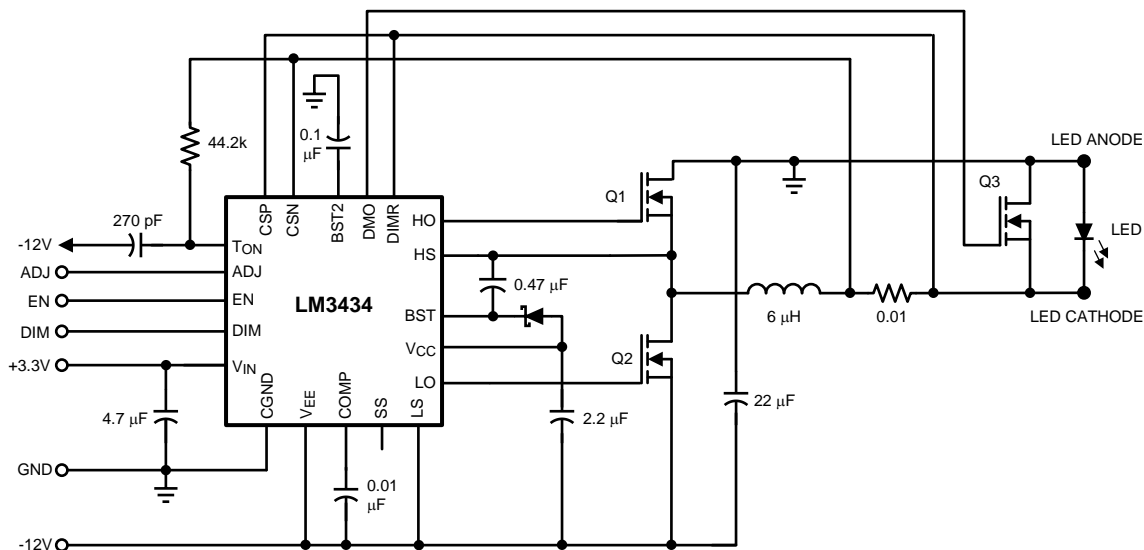 44.2k
0.1
μF
LED ANODE
Q1
Q3
LED
CSP
CSN
BST2
DMO
DIMR
270 pF
-12V
TON
HO
ADJ
ADJ
HS
EN
EN
LM3434
0.47 μF
DIM
DIM
BST
6 μH
0.01
LED CATHODE
+3.3V
VIN
VCC
Q2
LO
CGND
VEE
COMP
SS
LS
4.7 μF
2.2 μF
22 μF
GND
0.01
μF
-12V